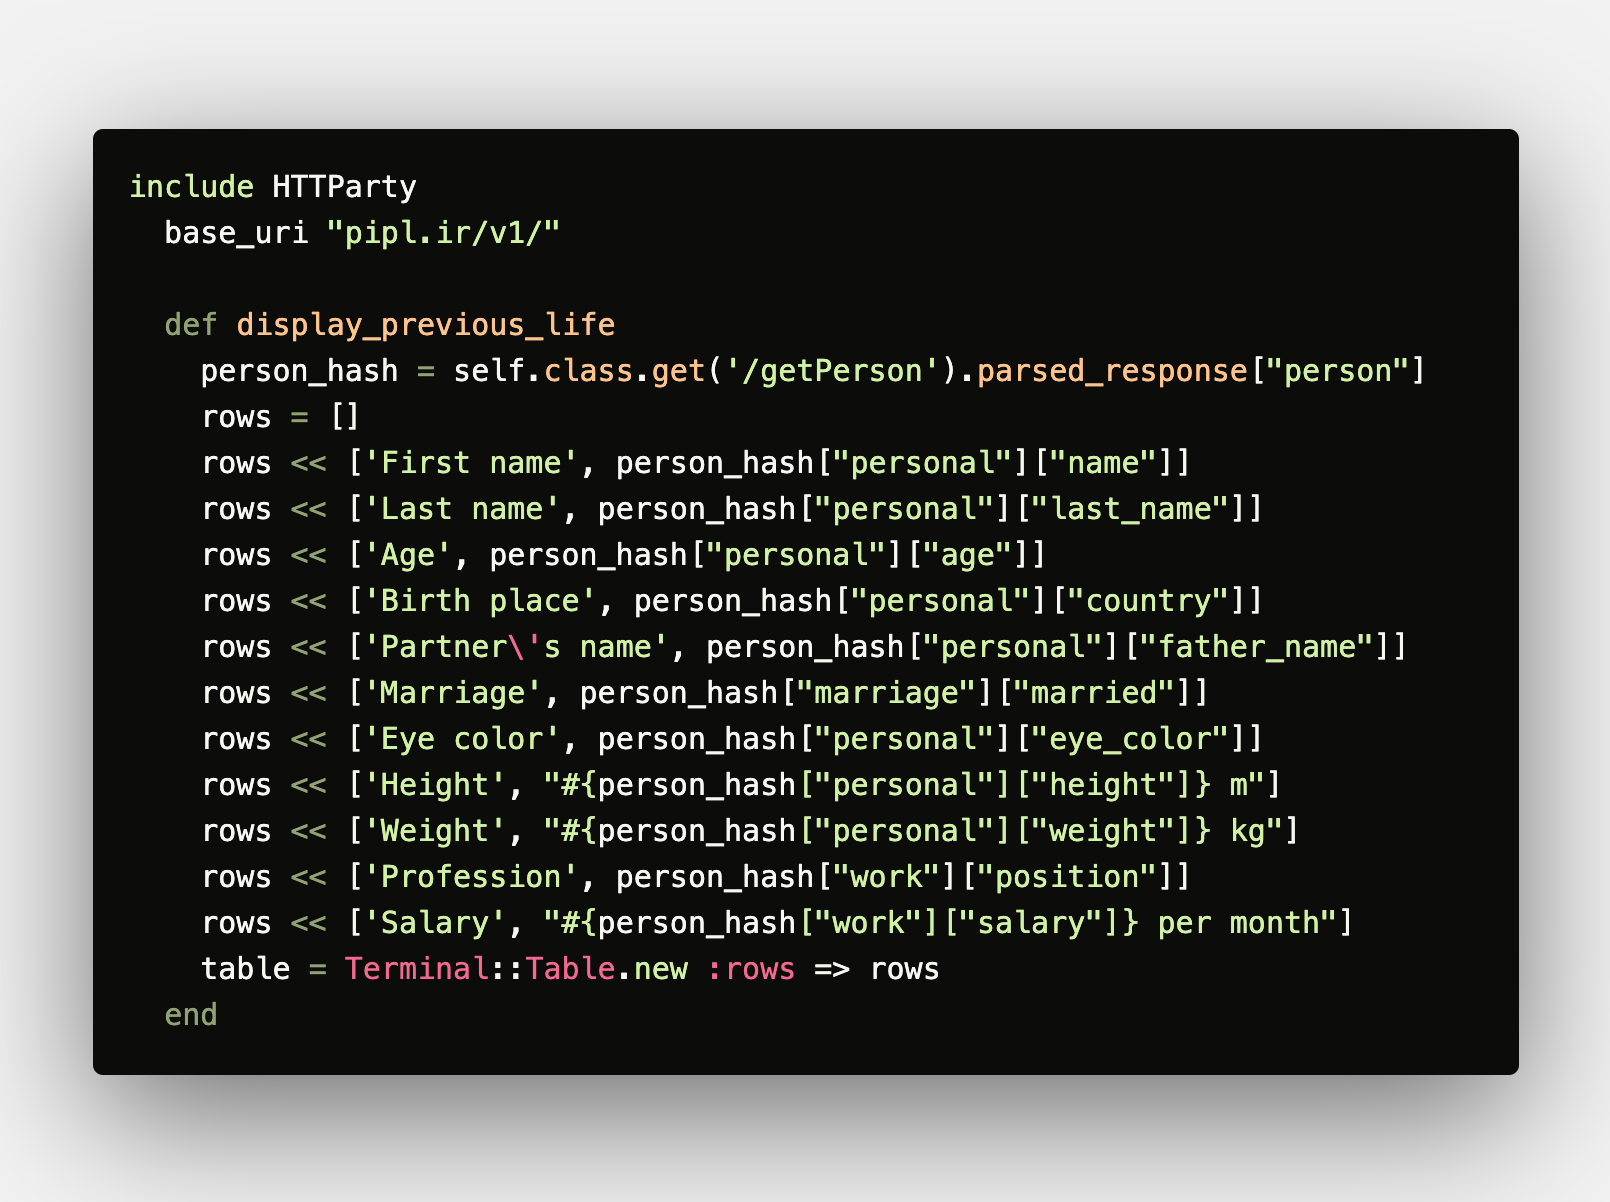 include HTTParty
  base_uri "pipl.ir/v1/"

  def display_previous_life
    person_hash = self.class.get('/getPerson').parsed_response["person"]
    rows = []
    rows << ['First name', person_hash["personal"]["name"]]
    rows << ['Last name', person_hash["personal"]["last_name"]]
    rows << ['Age', person_hash["personal"]["age"]]
    rows << ['Birth place', person_hash["personal"]["country"]]
    rows << ['Partner\'s name', person_hash["personal"]["father_name"]]
    rows << ['Marriage', person_hash["marriage"]["married"]]
    rows << ['Eye color', person_hash["personal"]["eye_color"]]
    rows << ['Height', "#{person_hash["personal"]["height"]} m"]
    rows << ['Weight', "#{person_hash["personal"]["weight"]} kg"]
    rows << ['Profession', person_hash["work"]["position"]]
    rows << ['Salary', "#{person_hash["work"]["salary"]} per month"]
    table = Terminal::Table.new :rows => rows
  end